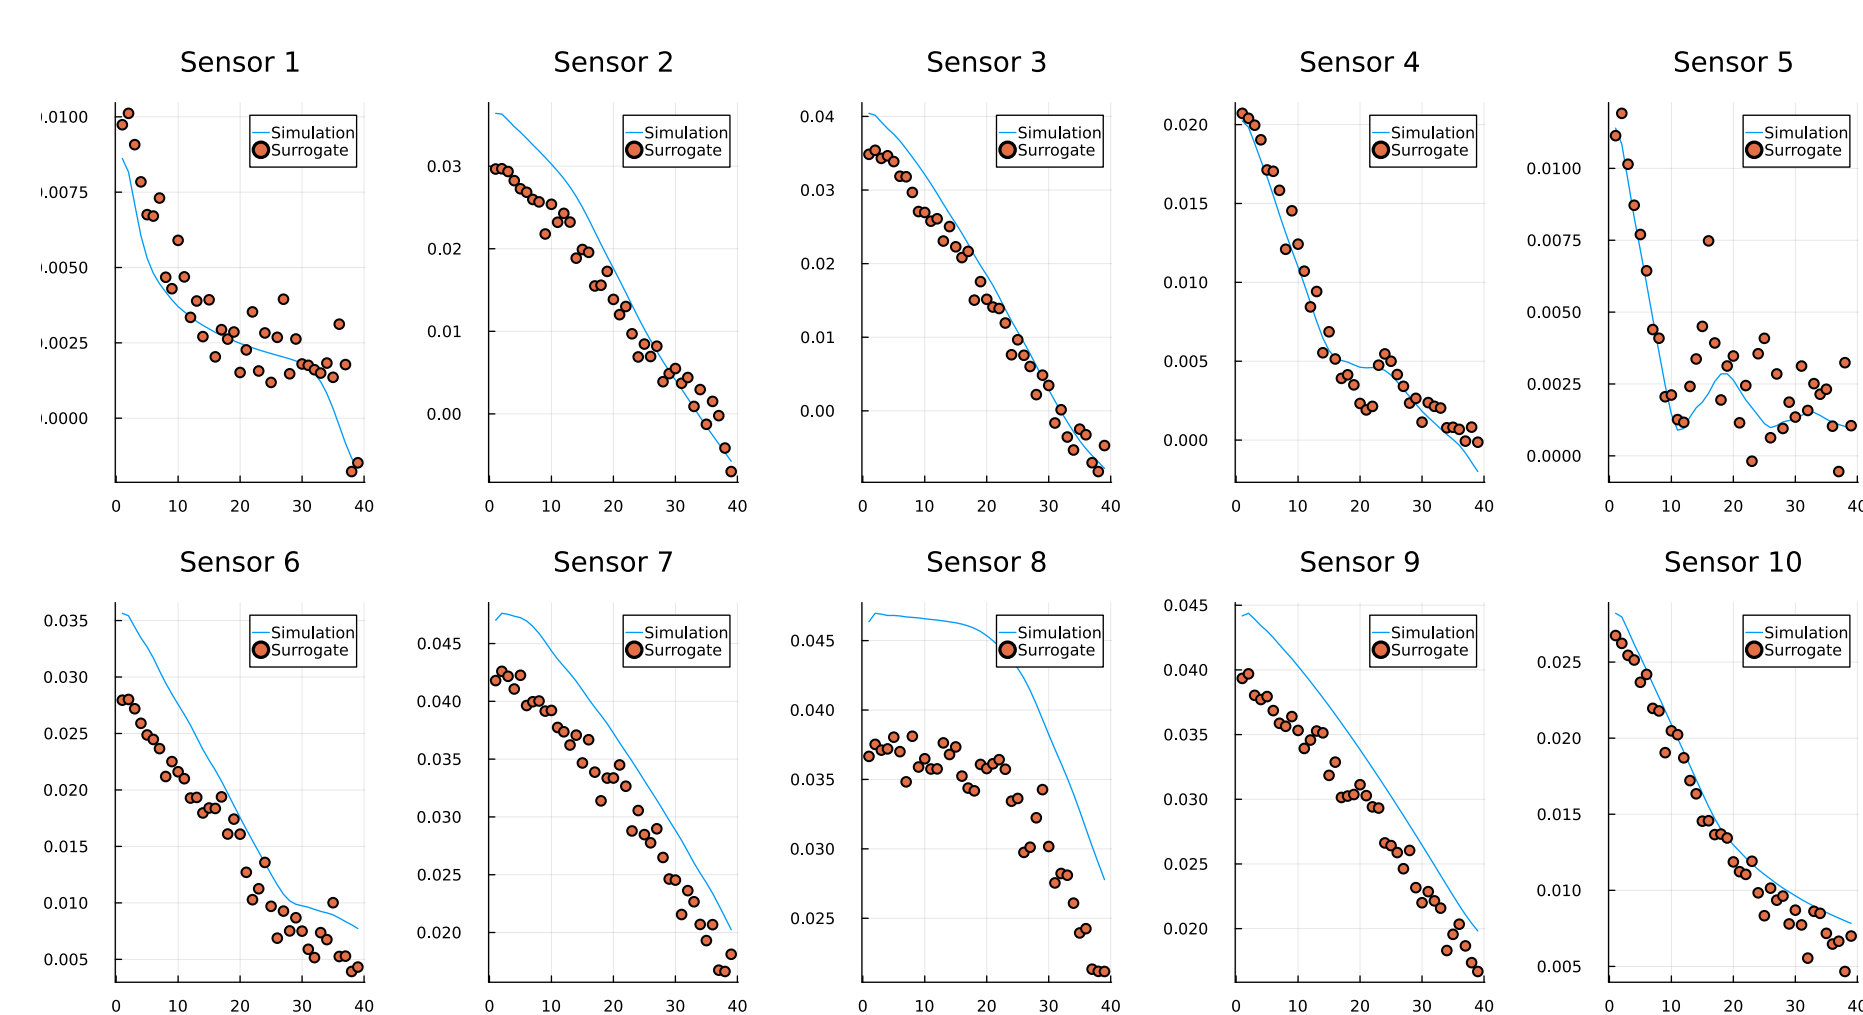 Sensor 1
Sensor 2
Sensor 3
Sensor 4
Sensor 5
.0100
.0075
.0050
.0025
.0000
0 10 20 30 40
Simulation
Surrogate
0.03
0.02
0.01
0.00
0 10 20 30 40
Simulation
Surrogate
0.04
0.03
0.02
0.01
0.00
0 10 20 30 40
Simulation
Surrogate
0.020
0.015
0.010
0.005
0.000
0 10 20 30 40
Simulation
Surrogate
0.0100
0.0075
0.0050
0.0025
0.0000
0 10 20 30 40
Simulation
Surrogate
Sensor 6
Sensor 7
Sensor 8
Sensor 9
Sensor 10
0.035
0.030
0.025
0.020
0.015
0.010
0.005
0 10 20 30 40
Simulation
Surrogate
0.045
0.040
0.035
0.030
0.025
0.020
0 10 20 30 40
Simulation
Surrogate
0.045
0.040
0.035
0.030
0.025
0 10 20 30 40
Simulation
Surrogate
0.045
0.040
0.035
0.030
0.025
0.020
0 10 20 30 40
Simulation
Surrogate
0.025
0.020
0.015
0.010
0.005
0 10 20 30 40
Simulation
Surrogate